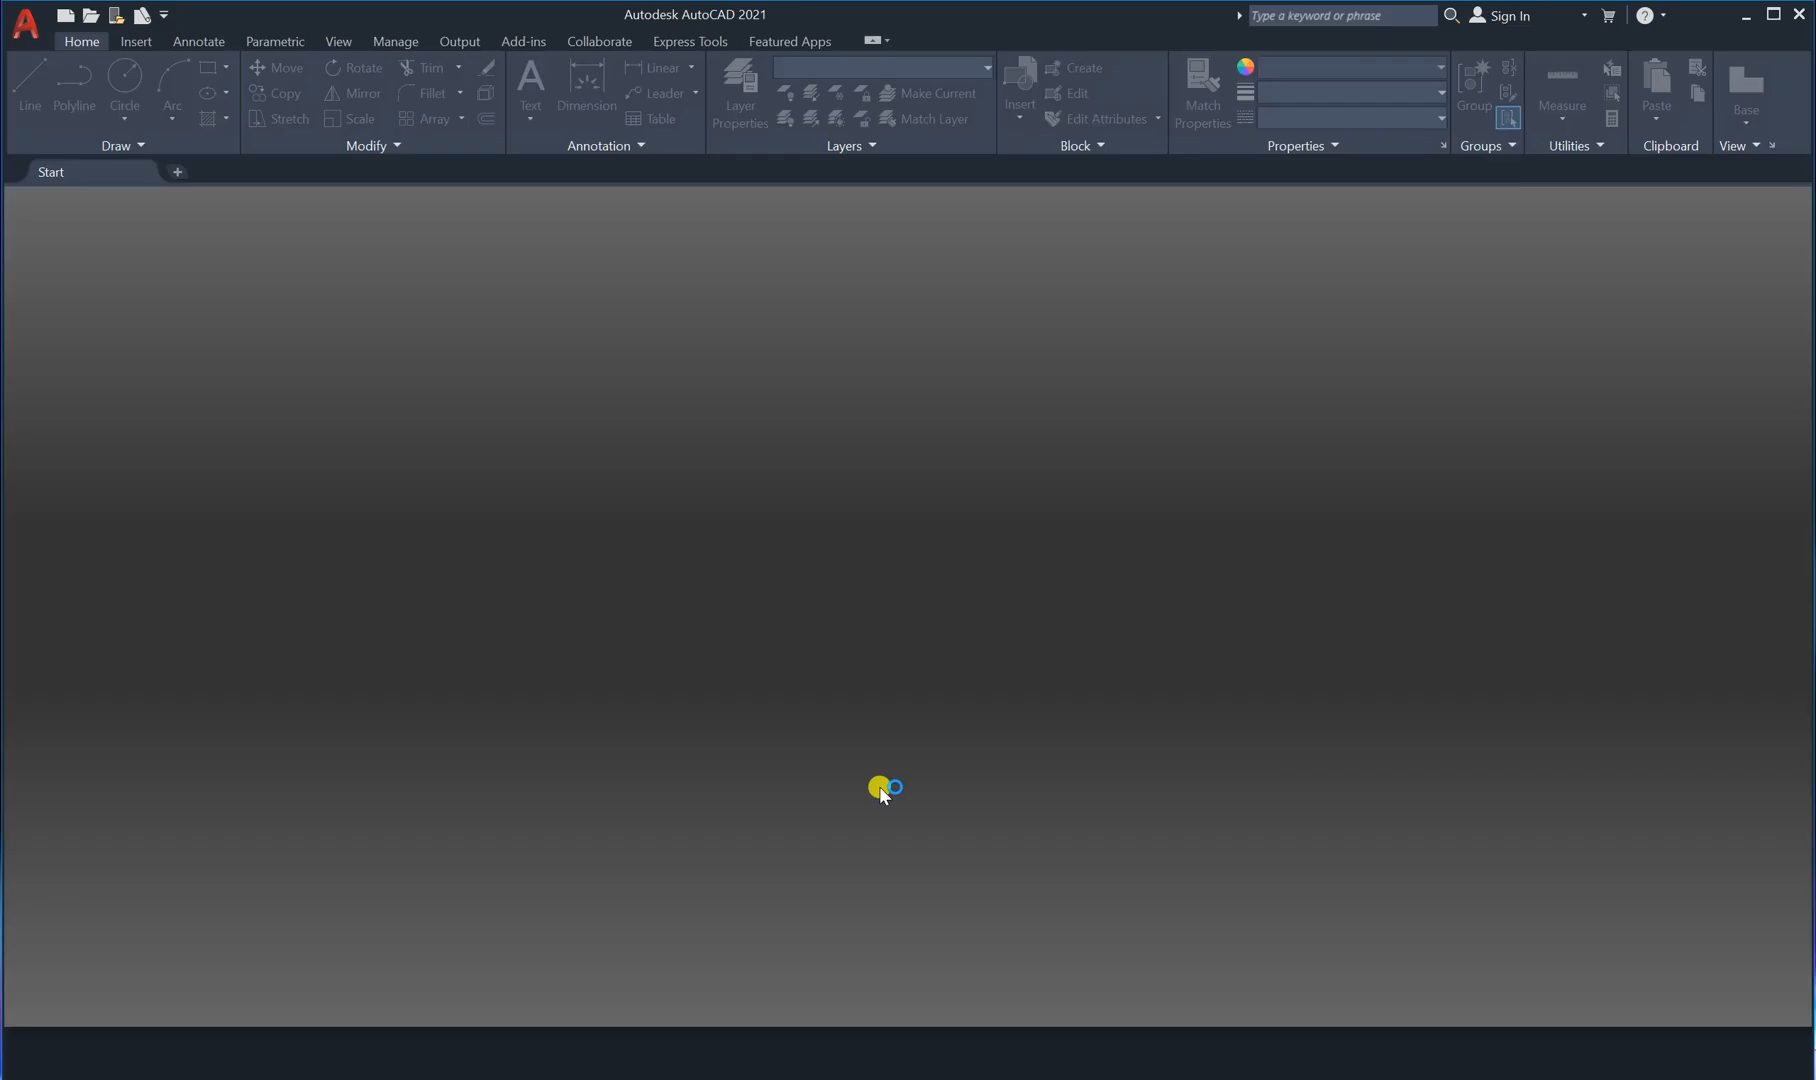 Autodesk AutoCAD 2021
Type a keyword or phrase
Sign In
Home Insert Annotate Parametric View Manage Output Add-ins Collaborate Express Tools Featured Apps
Line Polyline Circle Arc
Move Rotate Trim
Copy Mirror Fillet
Stretch Scale Array
Text Dimension
Linear
Leader
Table
Layer Properties
Make Current
Match Layer
Insert
Create
Edit
Edit Attributes
Match Properties
Group
Measure
Paste
Base
Draw Modify Annotation Layers Block Properties Groups Utilities Clipboard View
Start